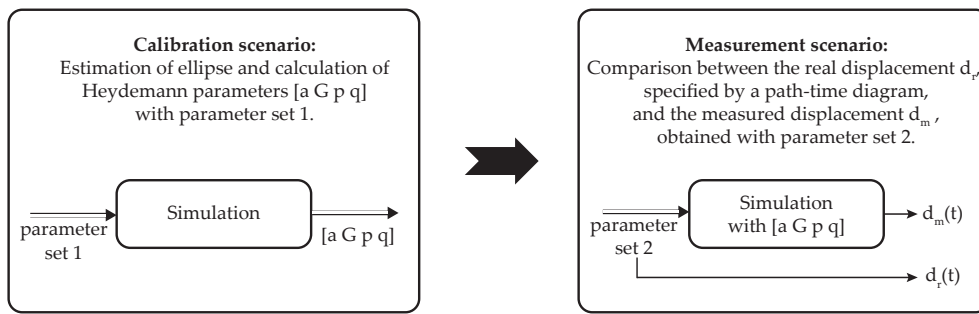 Calibration scenario:
Estimation of ellipse and calculation of
Heydemann parameters [a G p q]
with parameter set 1.
Simulation
parameter
set 1
[a G p q]
Measurement scenario:
Comparison between the real displacement dᵣ,
specified by a path-time diagram,
and the measured displacement dₘ ,
obtained with parameter set 2.
Simulation
with [a G p q]
parameter
set 2
dₘ(t)
dᵣ(t)